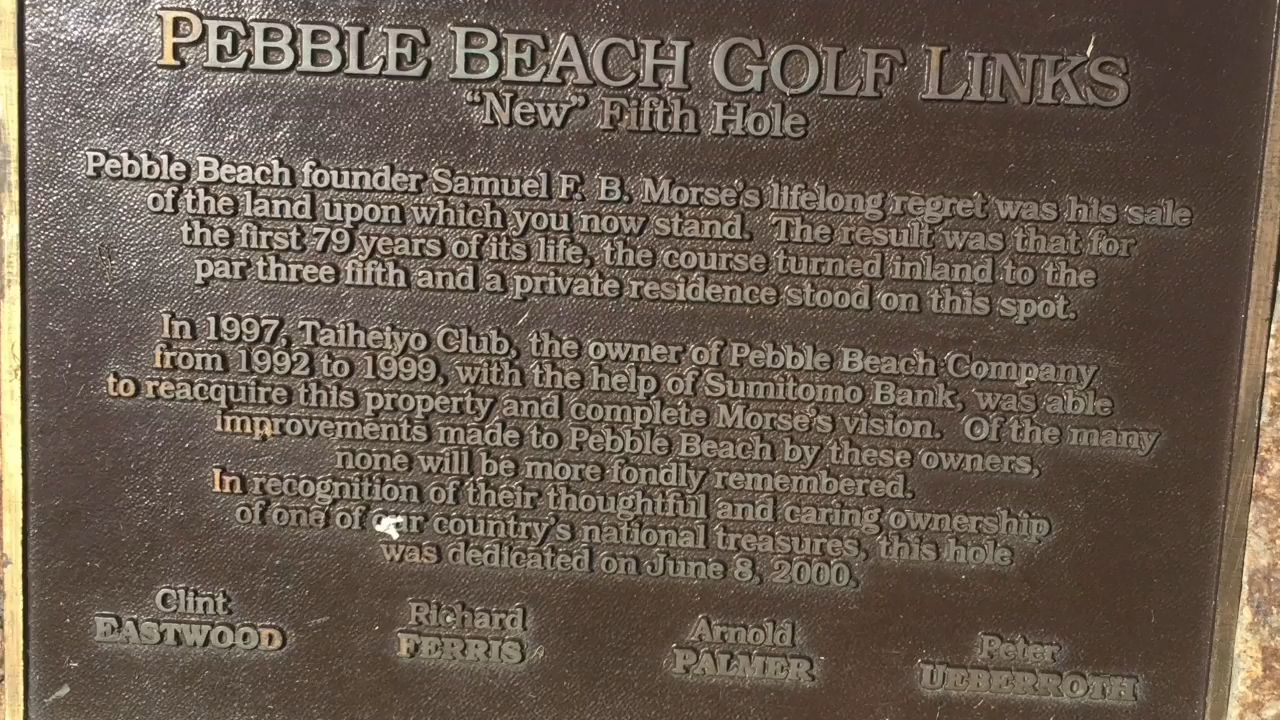 PEBBLE BEACH GOLF LINKS
"New" Fifth Hole
Pebble Beach founder Samuel F. B. Morse's lifelong regret was his sale
of the land upon which you now stand. The result was that for
the first 79 years of its life, the course turned inland to the
par three fifth and a private residence stood on this spot.
In 1997, Taiheiyo Club, the owner of Pebble Beach Company
from 1992 to 1999, with the help of Sumitomo Bank, was able
to reacquire this property and complete Morse's vision. Of the many
improvements made to Pebble Beach by these owners,
none will be more fondly remembered.
In recognition of their thoughtful and caring ownership
of one of our country's national treasures, this hole
was dedicated on June 8, 2000.
Clint
EASTWOOD
Richard
FERRIS
Arnold
PALMER
Peter
UEBERROTH